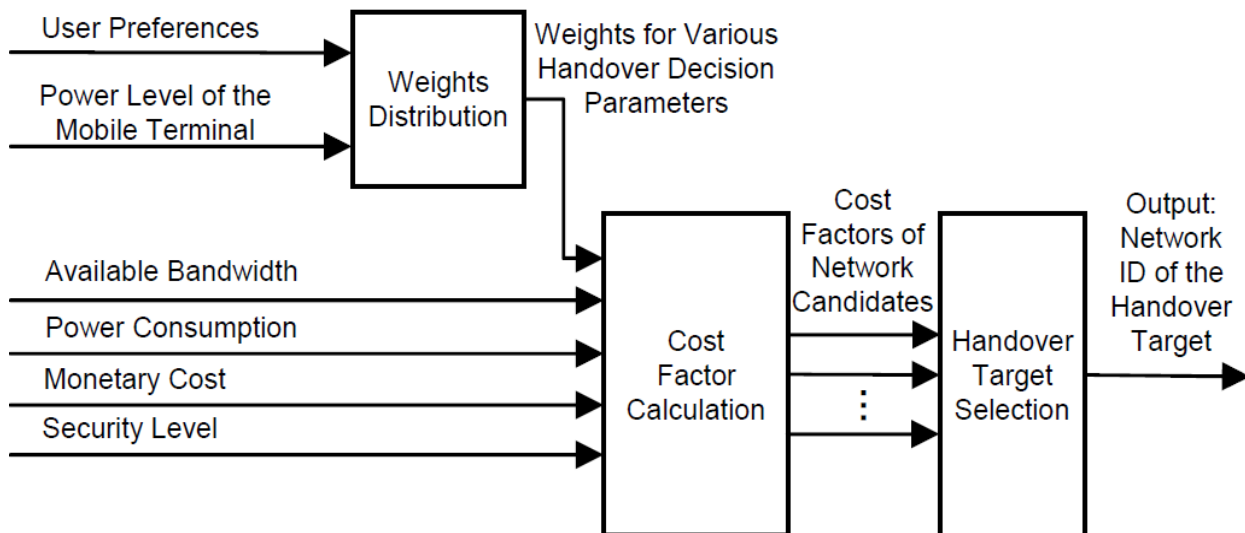 User Preferences
Power Level of the
Mobile Terminal
Weights
Distribution
Weights for Various
Handover Decision
Parameters
Available Bandwidth
Power Consumption
Monetary Cost
Security Level
Cost
Factor
Calculation
Cost
Factors of
Network
Candidates
Handover
Target
Selection
Output:
Network
ID of the
Handover
Target